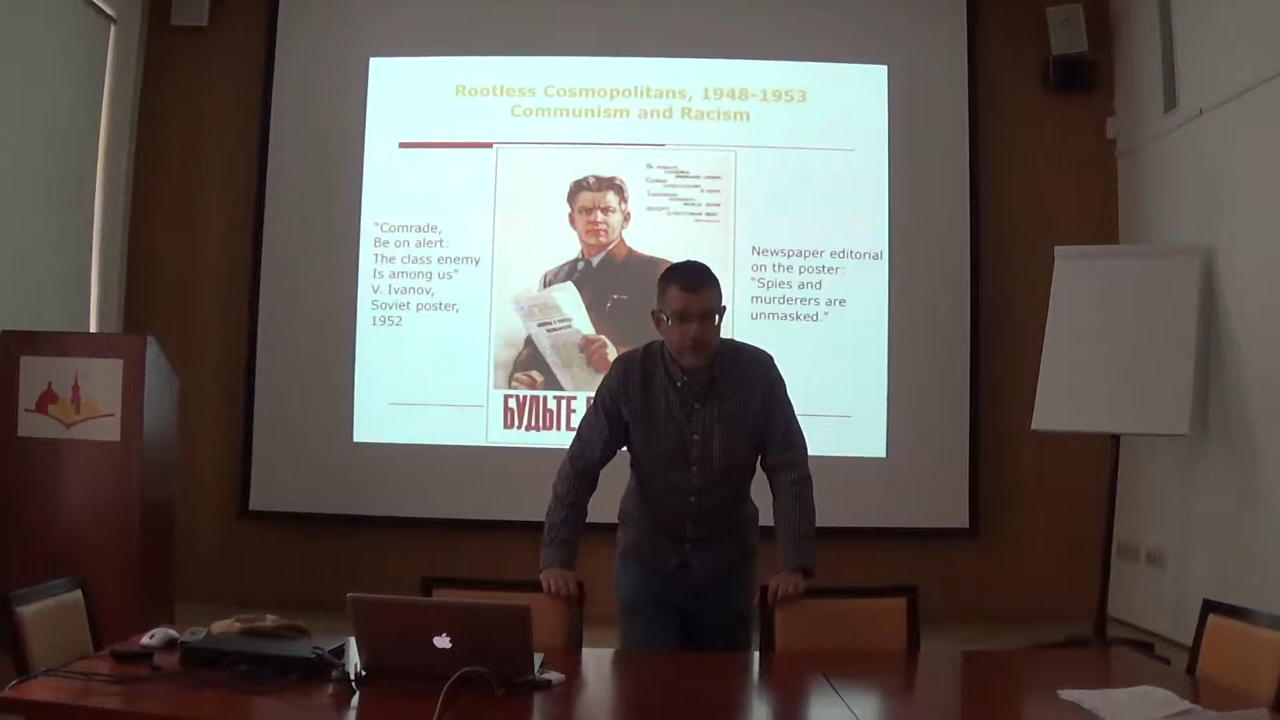 Rootless Cosmopolitans, 1948-1953
Communism and Racism
"Comrade,
Be on alert:
The class enemy
Is among us"
V. Ivanov,
Soviet poster,
1952
БУДЬТЕ
Newspaper editorial
on the poster:
"Spies and
murderers are
unmasked."